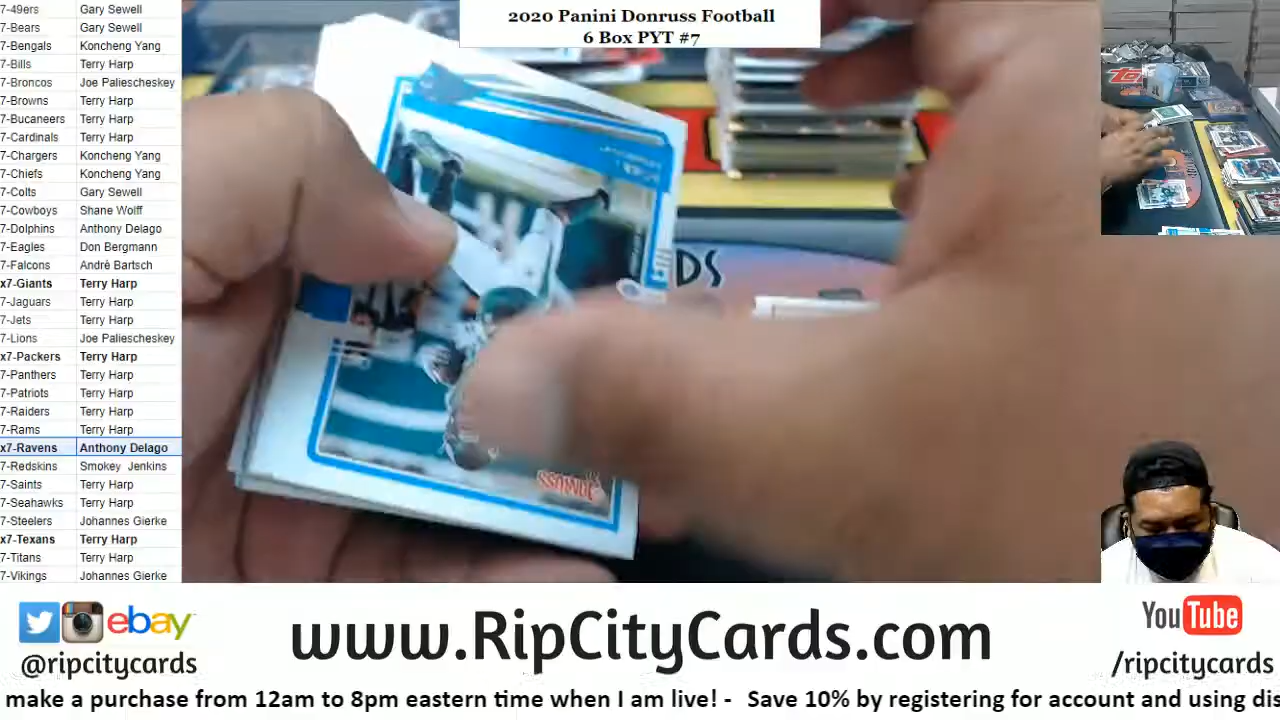 2020 Panini Donruss Football
6 Box PYT #7
7-49ers Gary Sewell
7-Bears Gary Sewell
7-Bengals Koncheng Yang
7-Bills Terry Harp
7-Broncos Joe Paliescheskey
7-Browns Terry Harp
7-Bucaneers Terry Harp
7-Cardinals Terry Harp
7-Chargers Koncheng Yang
7-Chiefs Koncheng Yang
7-Colts Gary Sewell
7-Cowboys Shane Wolff
7-Dolphins Anthony Delago
7-Eagles Don Bergmann
7-Falcons Andrè Bartsch
x7-Giants Terry Harp
7-Jaguars Terry Harp
7-Jets Terry Harp
7-Lions Joe Paliescheskey
x7-Packers Terry Harp
7-Panthers Terry Harp
7-Patriots Terry Harp
7-Raiders Terry Harp
7-Rams Terry Harp
x7-Ravens Anthony Delago
7-Redskins Smokey Jenkins
7-Saints Terry Harp
7-Seahawks Terry Harp
7-Steelers Johannes Gierke
x7-Texans Terry Harp
7-Titans Terry Harp
7-Vikings Johannes Gierke
DS
ebay
@ripcitycards
www.RipCityCards.com
YouTube
/ripcitycards
make a purchase from 12am to 8pm eastern time when I am live! - Save 10% by registering for account and using dis